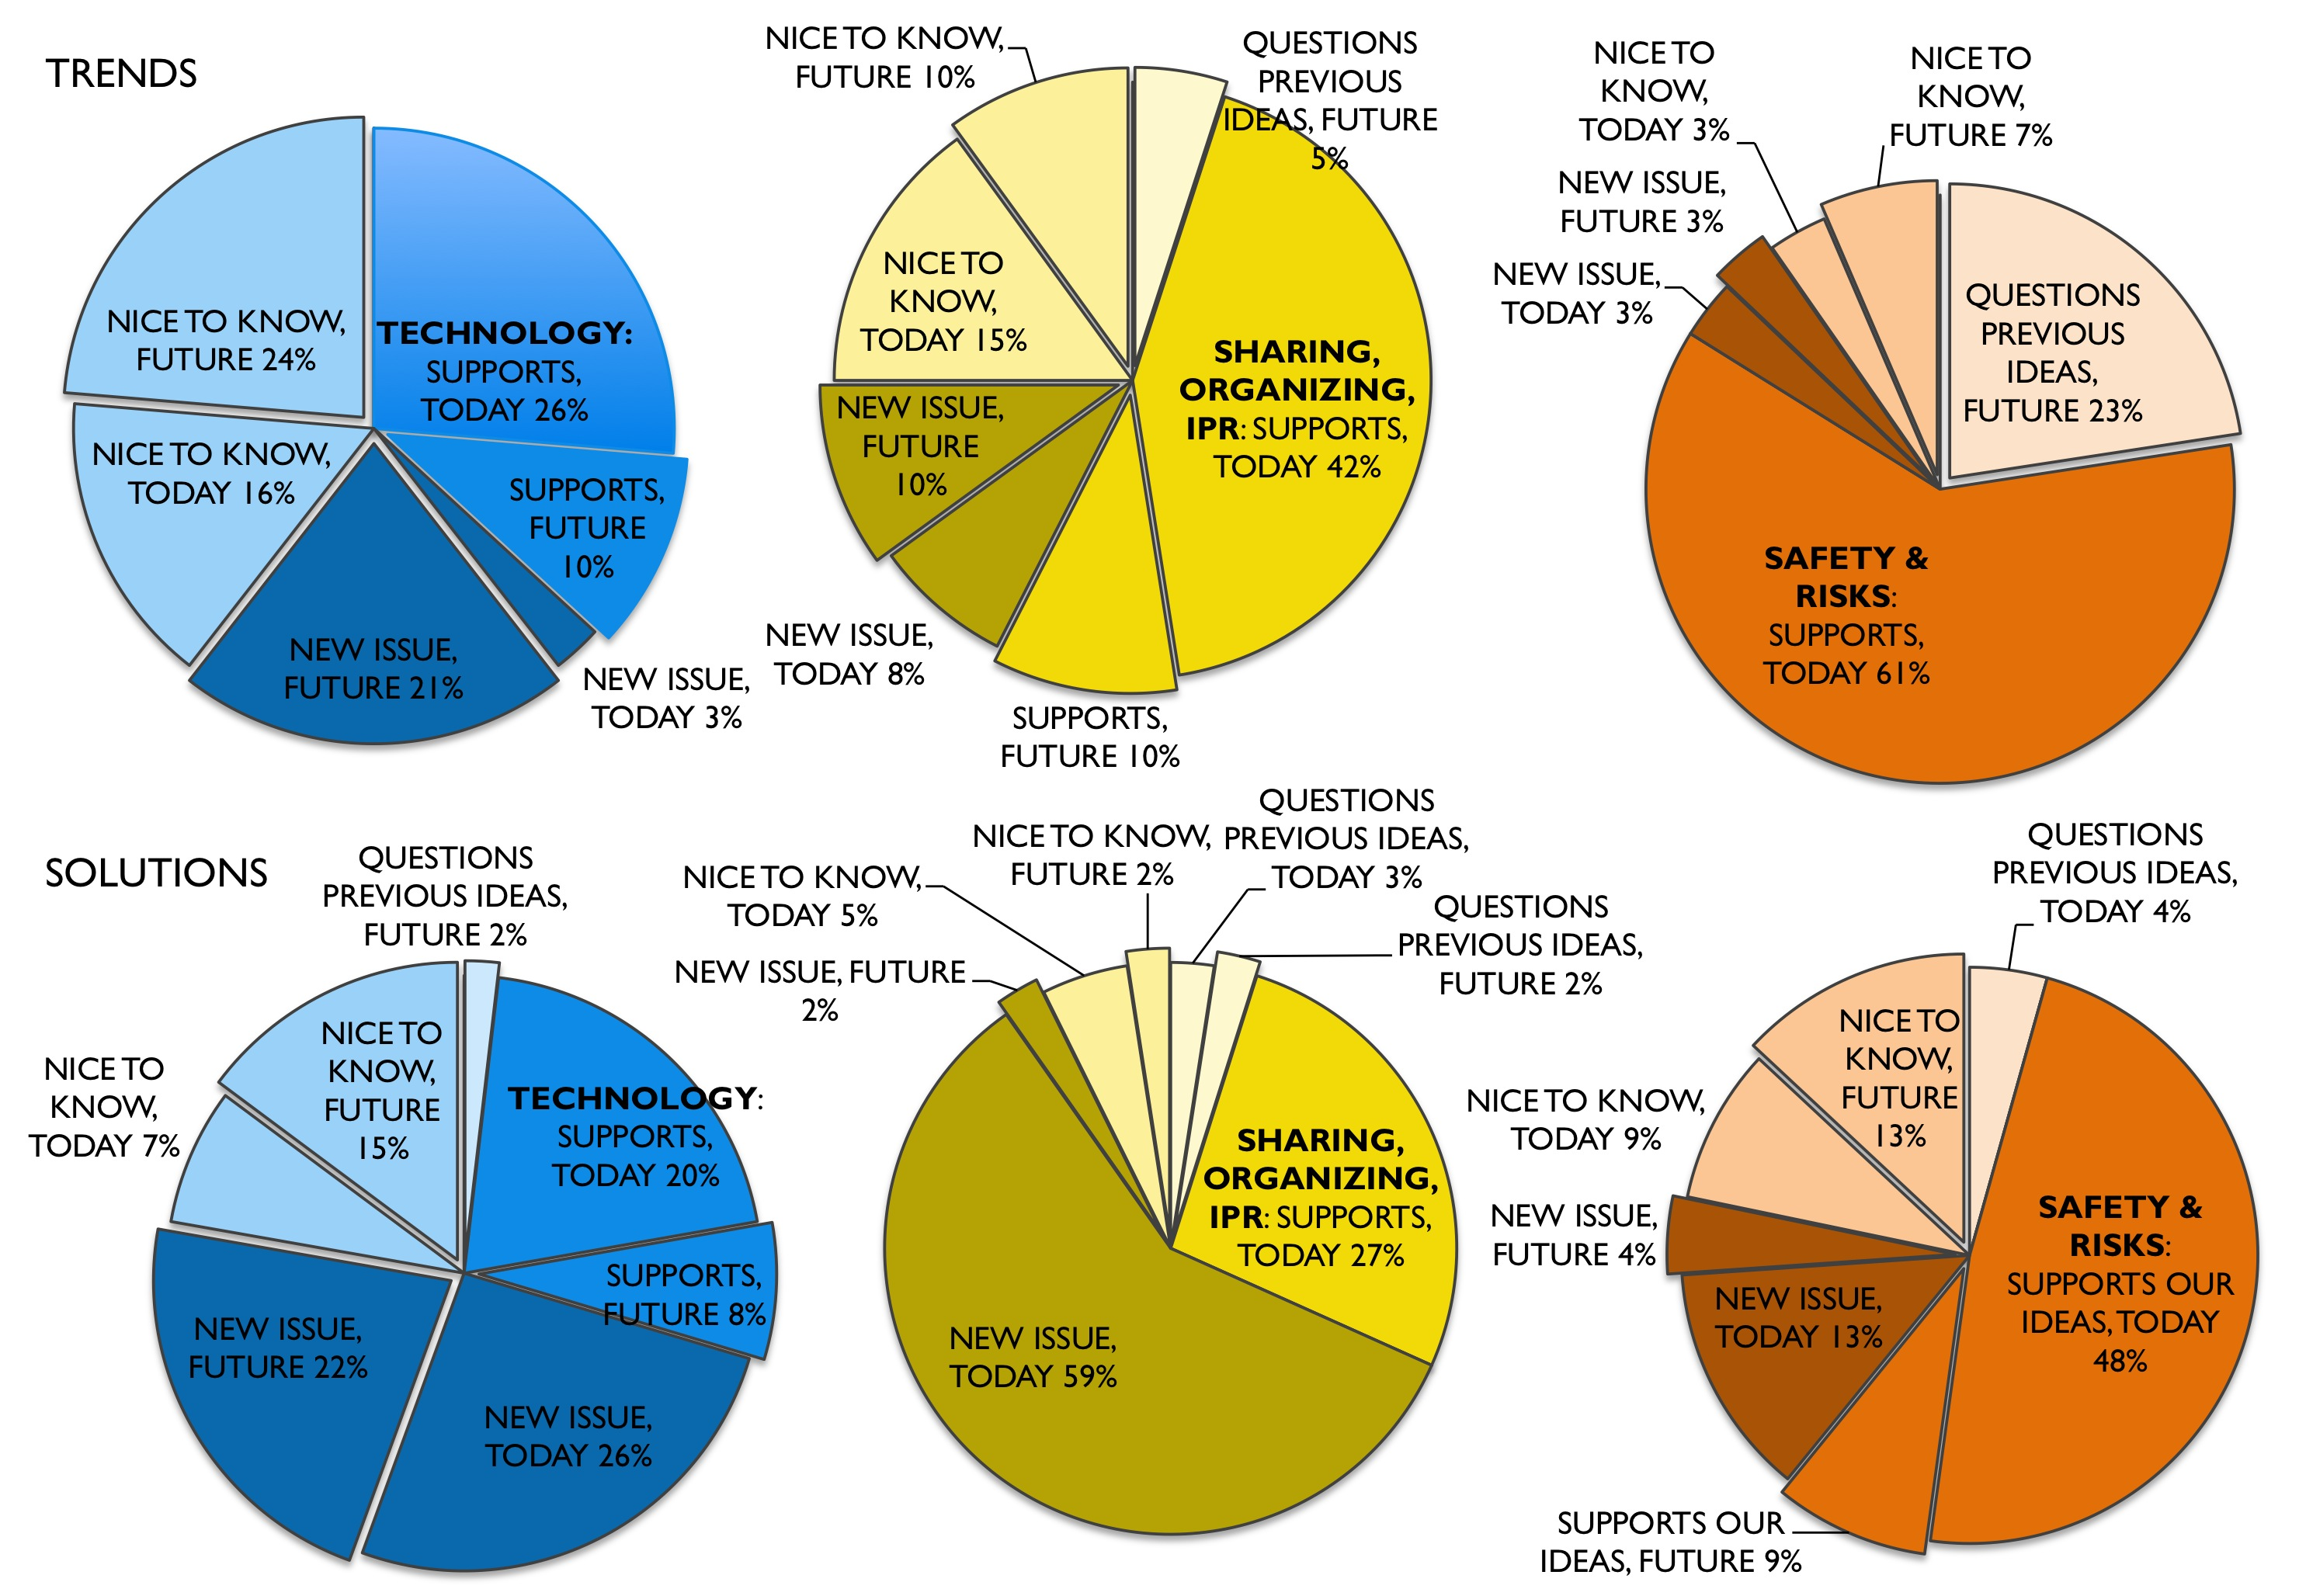 TRENDS
NICE TO KNOW,
FUTURE 24%
TECHNOLOGY:
SUPPORTS,
TODAY 26%
SUPPORTS,
FUTURE
10%
NEW ISSUE,
TODAY 3%
NEW ISSUE,
FUTURE 21%
NICE TO KNOW,
TODAY 16%
NICE TO KNOW,
FUTURE 10%
QUESTIONS
PREVIOUS
IDEAS, FUTURE
5%
SHARING,
ORGANIZING,
IPR: SUPPORTS,
TODAY 42%
SUPPORTS,
FUTURE 10%
NEW ISSUE,
TODAY 8%
NEW ISSUE,
FUTURE
10%
NICE TO
KNOW,
TODAY 15%
NICE TO
KNOW,
TODAY 3%
NICE TO
KNOW,
FUTURE 7%
NEW ISSUE,
FUTURE 3%
NEW ISSUE,
TODAY 3%
QUESTIONS
PREVIOUS
IDEAS,
FUTURE 23%
SAFETY &
RISKS:
SUPPORTS,
TODAY 61%
SOLUTIONS
QUESTIONS
PREVIOUS IDEAS,
FUTURE 2%
NICE TO
KNOW,
FUTURE
15%
NICE TO
KNOW,
TODAY 7%
TECHNOLOGY:
SUPPORTS,
TODAY 20%
SUPPORTS,
FUTURE 8%
NEW ISSUE,
FUTURE 22%
NEW ISSUE,
TODAY 26%
NICE TO KNOW,
FUTURE 2%
QUESTIONS
PREVIOUS IDEAS,
TODAY 3%
NICE TO KNOW,
TODAY 5%
QUESTIONS
PREVIOUS IDEAS,
FUTURE 2%
NEW ISSUE, FUTURE
2%
SHARING,
ORGANIZING,
IPR: SUPPORTS,
TODAY 27%
NEW ISSUE,
TODAY 59%
QUESTIONS
PREVIOUS IDEAS,
TODAY 4%
NICE TO
KNOW,
FUTURE
13%
NICE TO KNOW,
TODAY 9%
NEW ISSUE,
FUTURE 4%
NEW ISSUE,
TODAY 13%
SAFETY &
RISKS:
SUPPORTS OUR
IDEAS, TODAY
48%
SUPPORTS OUR
IDEAS, FUTURE 9%